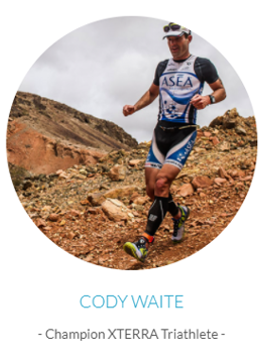 ASEA
CODY WAITE
- Champion XTERRA Triathlete -